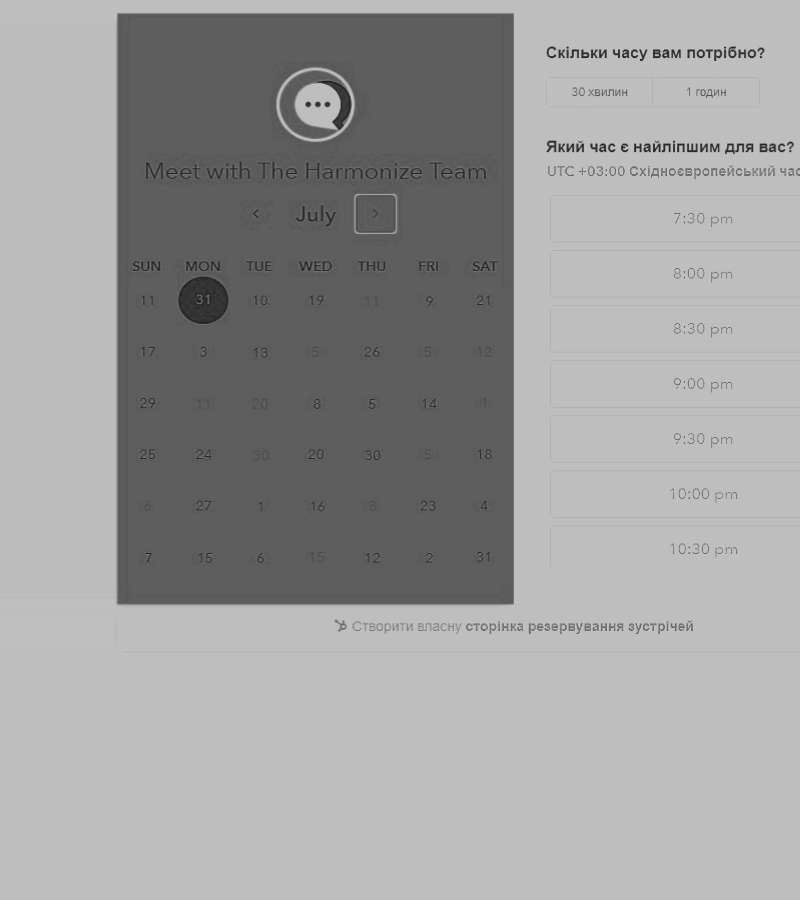 Meet with The Harmonize Team
July
SUN MON TUE WED THU FRI SAT
11 31 10 19 11 9 21
17 3 13 5 26 5 12
29 11 20 8 5 14 1
25 24 30 20 30 5 18
6 27 1 16 8 23 4
7 15 6 15 12 2 31
Скільки часу вам потрібно?
30 хвилин 1 годин
Який час є найліпшим для вас?
UTC +03:00 Східноєвропейський час
7:30 pm
8:00 pm
8:30 pm
9:00 pm
9:30 pm
10:00 pm
10:30 pm
Створити власну сторінка резервування зустрічей